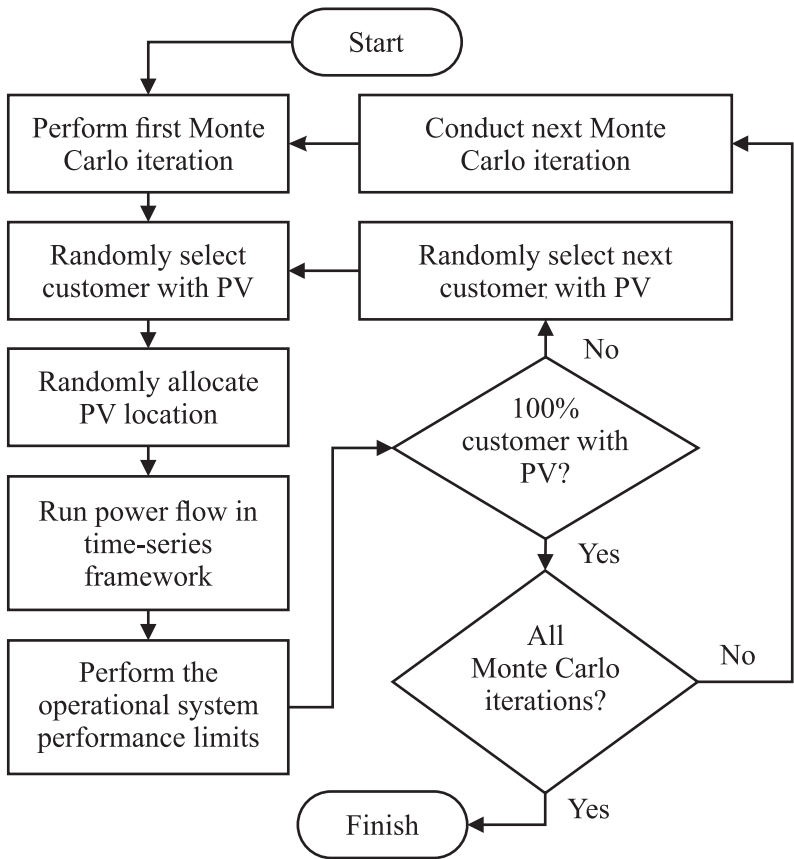 Start
Perform first Monte
Carlo iteration
Conduct next Monte
Carlo iteration
Randomly select
customer with PV
Randomly select next
customer with PV
Randomly allocate
PV location
No
100%
customer with
PV?
Run power flow in
time-series
framework
Yes
Perform the
operational system
performance limits
All
Monte Carlo
iterations?
No
Yes
Finish